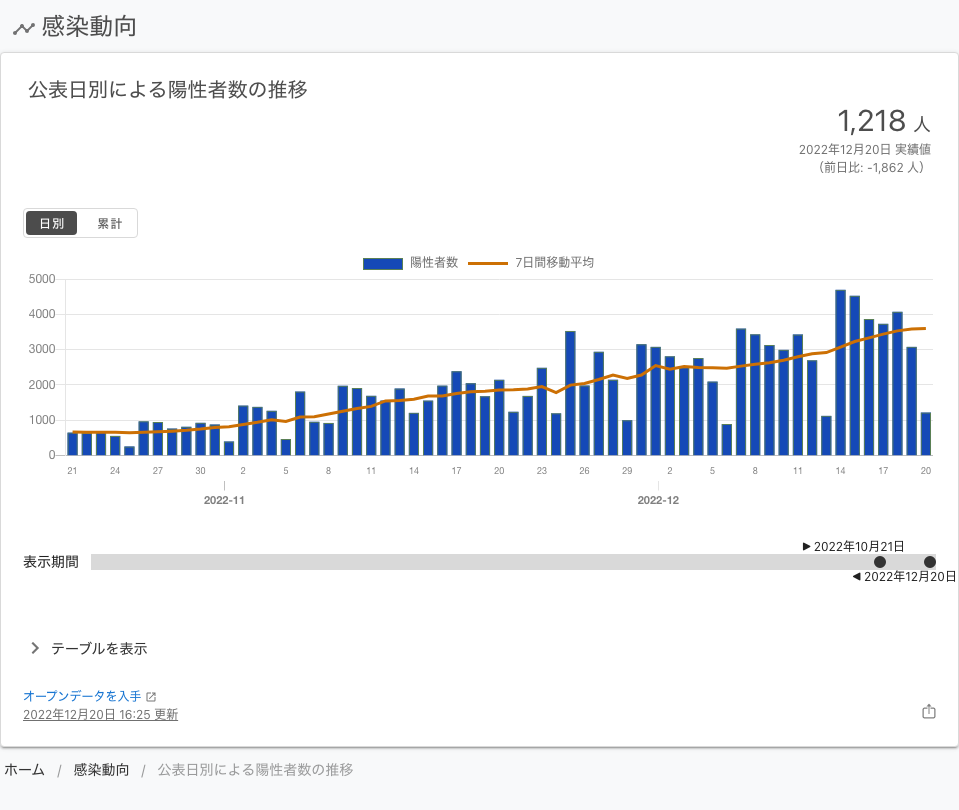 感染動向
公表日別による陽性者数の推移
1,218 人
2022年12月20日 実績値
（前日比: -1,862 人）
日別 累計
陽性者数 7日間移動平均
5000
4000
3000
2000
1000
0
21 24 27 30 2 5 8 11 14 17 20 23 26 29 2 5 8 11 14 17 20
2022-11 2022-12
2022年10月21日
表示期間
2022年12月20日
テーブルを表示
オープンデータを入手
2022年12月20日 16:25 更新
ホーム / 感染動向 / 公表日別による陽性者数の推移